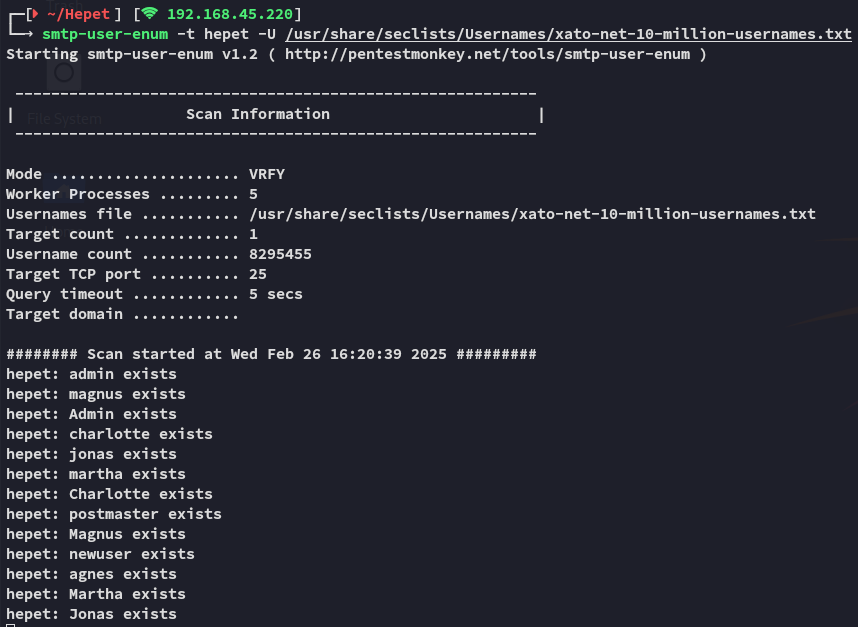 ~/Hepet] [ 192.168.45.220]
smtp-user-enum -t hepet -U /usr/share/seclists/Usernames/xato-net-10-million-usernames.txt
Starting smtp-user-enum v1.2 ( http://pentestmonkey.net/tools/smtp-user-enum )
----------------------------------------------------------
|                   Scan Information                       |
----------------------------------------------------------
File System
Mode ..................... VRFY
Worker Processes ......... 5
Usernames file ........... /usr/share/seclists/Usernames/xato-net-10-million-usernames.txt
Target count ............. 1
Username count ........... 8295455
Target TCP port .......... 25
Query timeout ............ 5 secs
Target domain ............
######## Scan started at Wed Feb 26 16:20:39 2025 #########
hepet: admin exists
hepet: magnus exists
hepet: Admin exists
hepet: charlotte exists
hepet: jonas exists
hepet: martha exists
hepet: Charlotte exists
hepet: postmaster exists
hepet: Magnus exists
hepet: newuser exists
hepet: agnes exists
hepet: Martha exists
hepet: Jonas exists